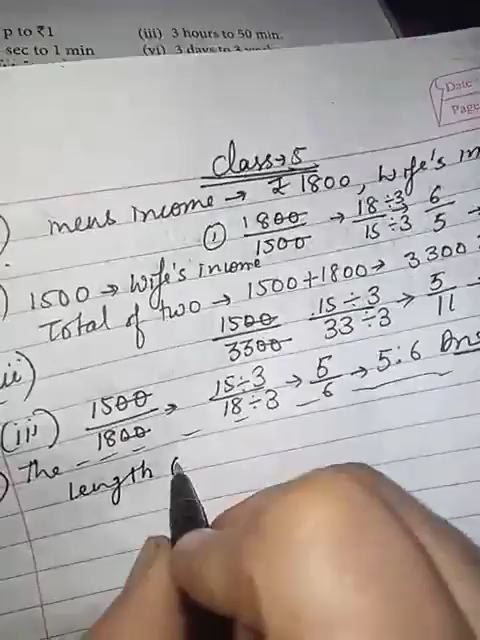 p to ₹1 (iii) 3 hours to 50 min.
sec to 1 min (vi) 3 days to
Date
Page
Class→5
mens income → ₹ 1800, Wife's
① 1800/1500 → 18÷3/15÷3 6/5 →
1500 → Wife's income
Total of two → 1500+1800→ 3300
ii) 1500/3300 15÷3/33÷3 → 5/11
(iii) 1500/1800 → 15÷3/18÷3 → 5/6 → 5:6 Ans
The
length